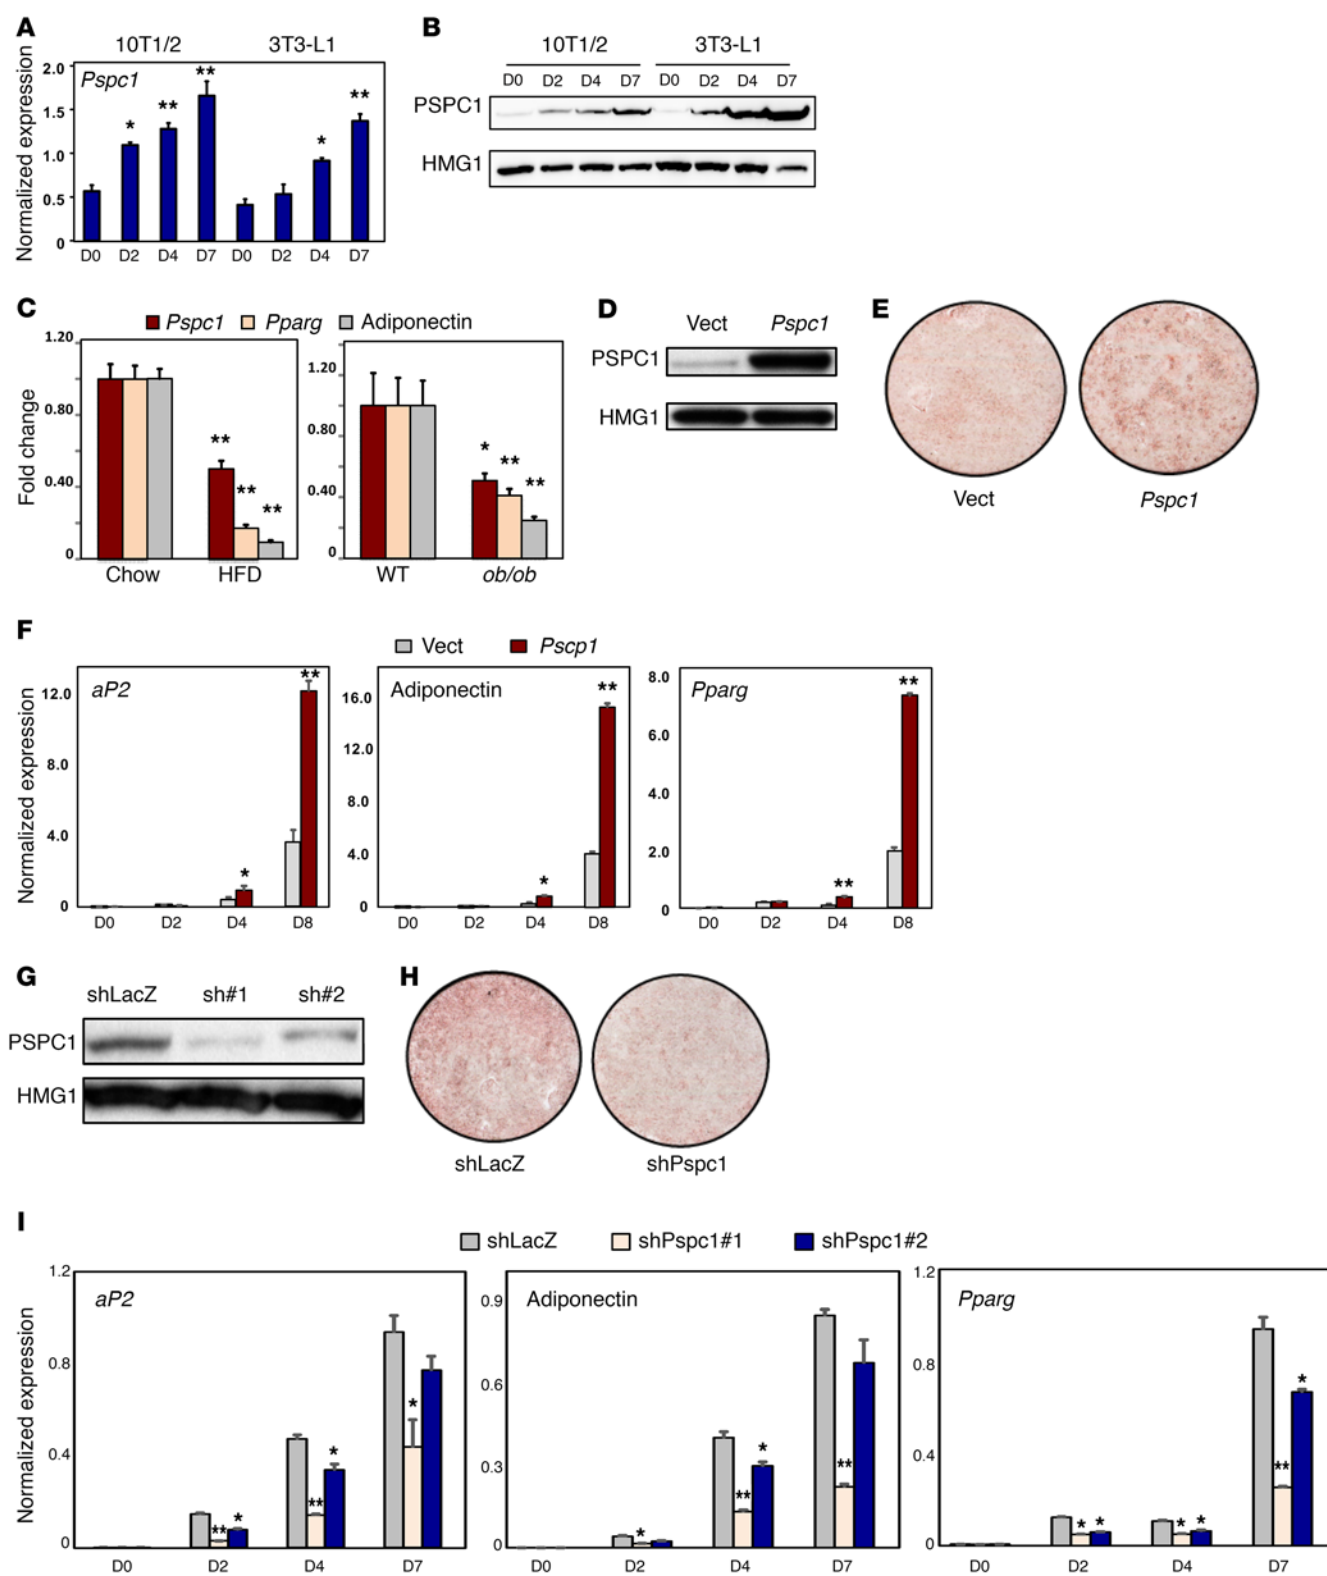 A
10T1/2 3T3-L1
Normalized expression
Pspc1
2.0
1.5
1.0
0.5
0
* ** ** * **
D0 D2 D4 D7 D0 D2 D4 D7
B
10T1/2 3T3-L1
D0 D2 D4 D7 D0 D2 D4 D7
PSPC1
HMG1
C
Pspc1 Pparg Adiponectin
Fold change
1.20
0.80
0.40
0
** ** **
Chow HFD
1.20
0.80
0.40
0
* ** **
WT ob/ob
D
Vect Pspc1
PSPC1
HMG1
E
Vect Pspc1
F
Vect Pscp1
Normalized expression
aP2
12.0
8.0
4.0
0
* **
D0 D2 D4 D8
Adiponectin
16.0
12.0
8.0
4.0
0
* **
D0 D2 D4 D8
Pparg
8.0
6.0
4.0
2.0
0
** **
D0 D2 D4 D8
G
shLacZ sh#1 sh#2
PSPC1
HMG1
H
shLacZ shPspc1
I
shLacZ shPspc1#1 shPspc1#2
Normalized expression
aP2
1.2
0.8
0.4
0
** * ** * *
D0 D2 D4 D7
Adiponectin
0.9
0.6
0.3
0
* ** * **
D0 D2 D4 D7
Pparg
1.2
0.8
0.4
0
* * * * ** *
D0 D2 D4 D7